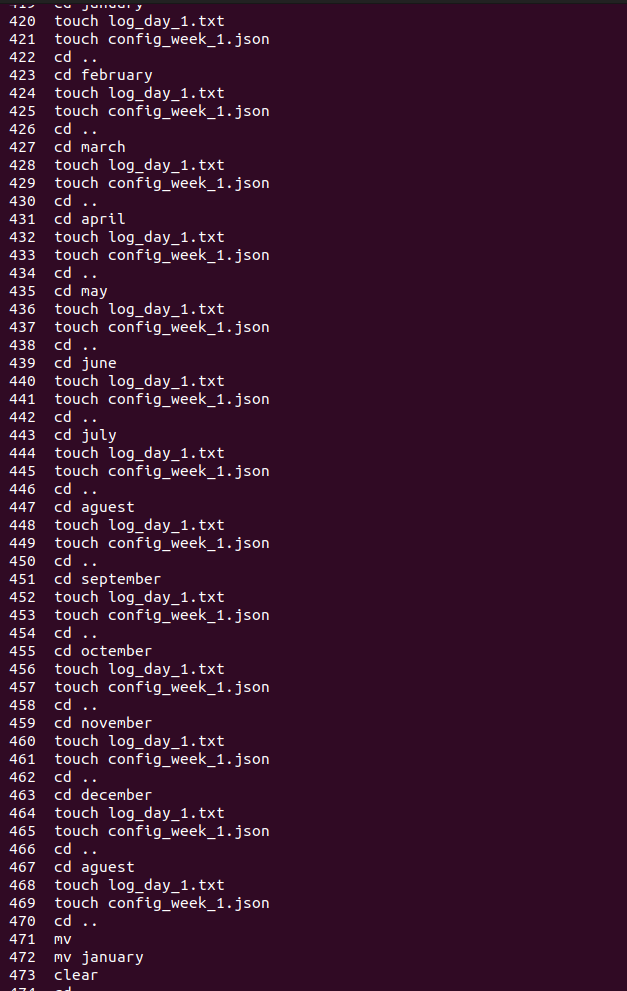 419 cd january
420 touch log_day_1.txt
421 touch config_week_1.json
422 cd ..
423 cd february
424 touch log_day_1.txt
425 touch config_week_1.json
426 cd ..
427 cd march
428 touch log_day_1.txt
429 touch config_week_1.json
430 cd ..
431 cd april
432 touch log_day_1.txt
433 touch config_week_1.json
434 cd ..
435 cd may
436 touch log_day_1.txt
437 touch config_week_1.json
438 cd ..
439 cd june
440 touch log_day_1.txt
441 touch config_week_1.json
442 cd ..
443 cd july
444 touch log_day_1.txt
445 touch config_week_1.json
446 cd ..
447 cd aguest
448 touch log_day_1.txt
449 touch config_week_1.json
450 cd ..
451 cd september
452 touch log_day_1.txt
453 touch config_week_1.json
454 cd ..
455 cd octember
456 touch log_day_1.txt
457 touch config_week_1.json
458 cd ..
459 cd november
460 touch log_day_1.txt
461 touch config_week_1.json
462 cd ..
463 cd december
464 touch log_day_1.txt
465 touch config_week_1.json
466 cd ..
467 cd aguest
468 touch log_day_1.txt
469 touch config_week_1.json
470 cd ..
471 mv
472 mv january
473 clear